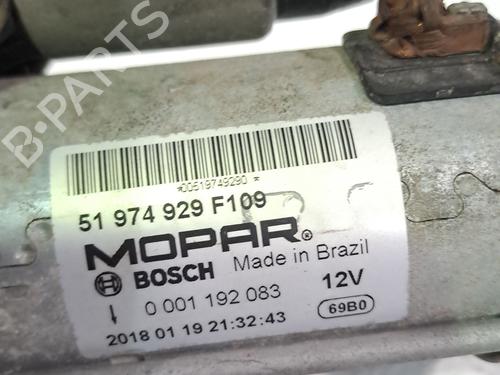 B-PARTS
*00519749290*
51 974 929 F109
MOPAR®
BOSCH Made in Brazil
0 001 192 083 12V
2018 01 19 21:32:43 69B0